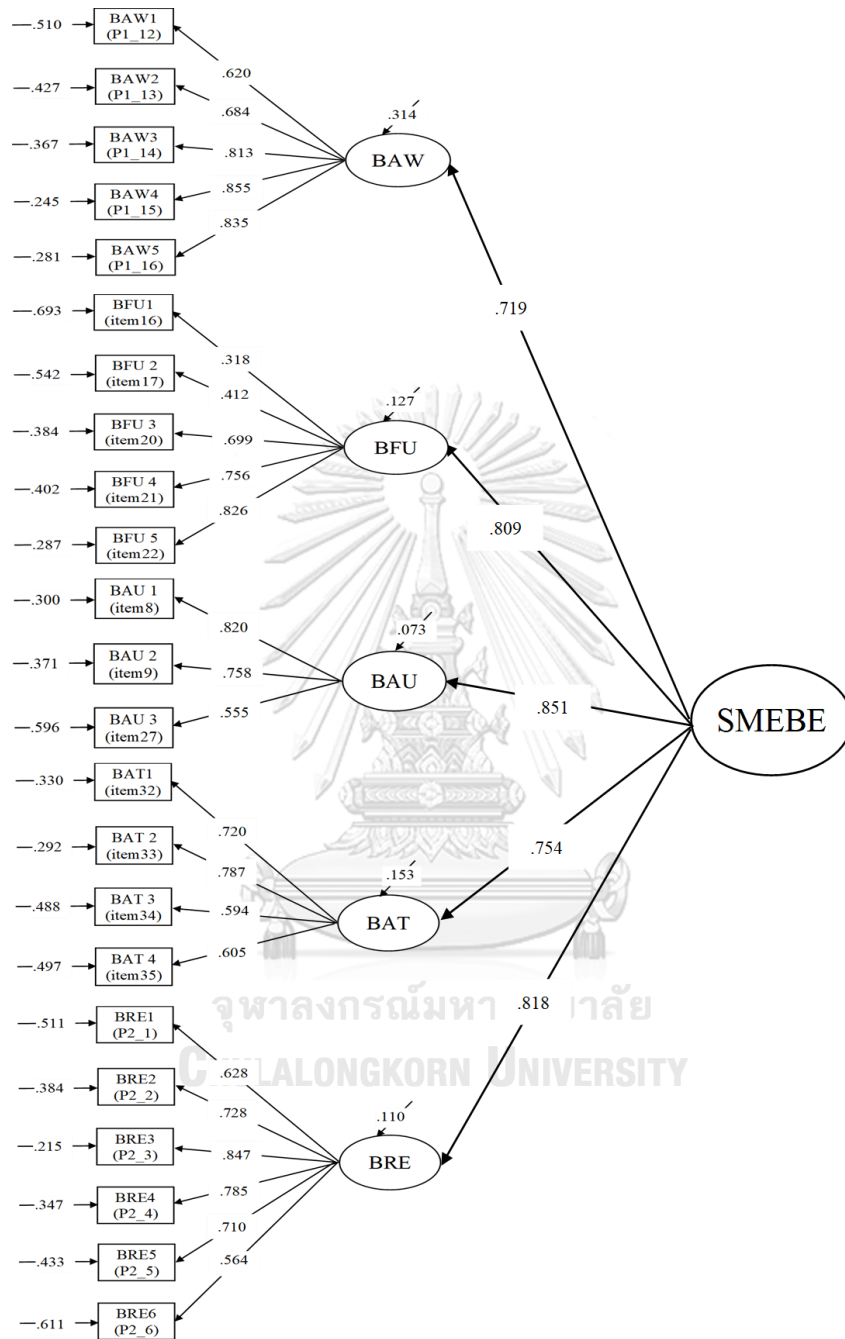 .510
BAW1
(P1_12)
.620
.427
BAW2
(P1_13)
.684
.314
.367
BAW3
(P1_14)
.813
BAW
.245
BAW4
(P1_15)
.855
.281
BAW5
(P1_16)
.835
.719
.693
BFU1
(item16)
.318
.542
BFU 2
(item17)
.412
.127
.384
BFU 3
(item20)
.699
BFU
.402
BFU 4
(item21)
.756
.287
BFU 5
(item22)
.826
.809
.300
BAU 1
(item8)
.820
.073
.371
BAU 2
(item9)
.758
BAU
.596
BAU 3
(item27)
.555
.851
SMEBE
.330
BAT1
(item32)
.720
.292
BAT 2
(item33)
.787
.153
.754
.488
BAT 3
(item34)
.594
BAT
.497
BAT 4
(item35)
.605
จุฬาลงกรณ์มหา
.818
CHULALONGKORN UNIVERSITY
.511
BRE1
(P2_1)
.628
.384
BRE2
(P2_2)
.728
.110
.215
BRE3
(P2_3)
.847
BRE
.347
BRE4
(P2_4)
.785
.433
BRE5
(P2_5)
.710
.611
BRE6
(P2_6)
.564